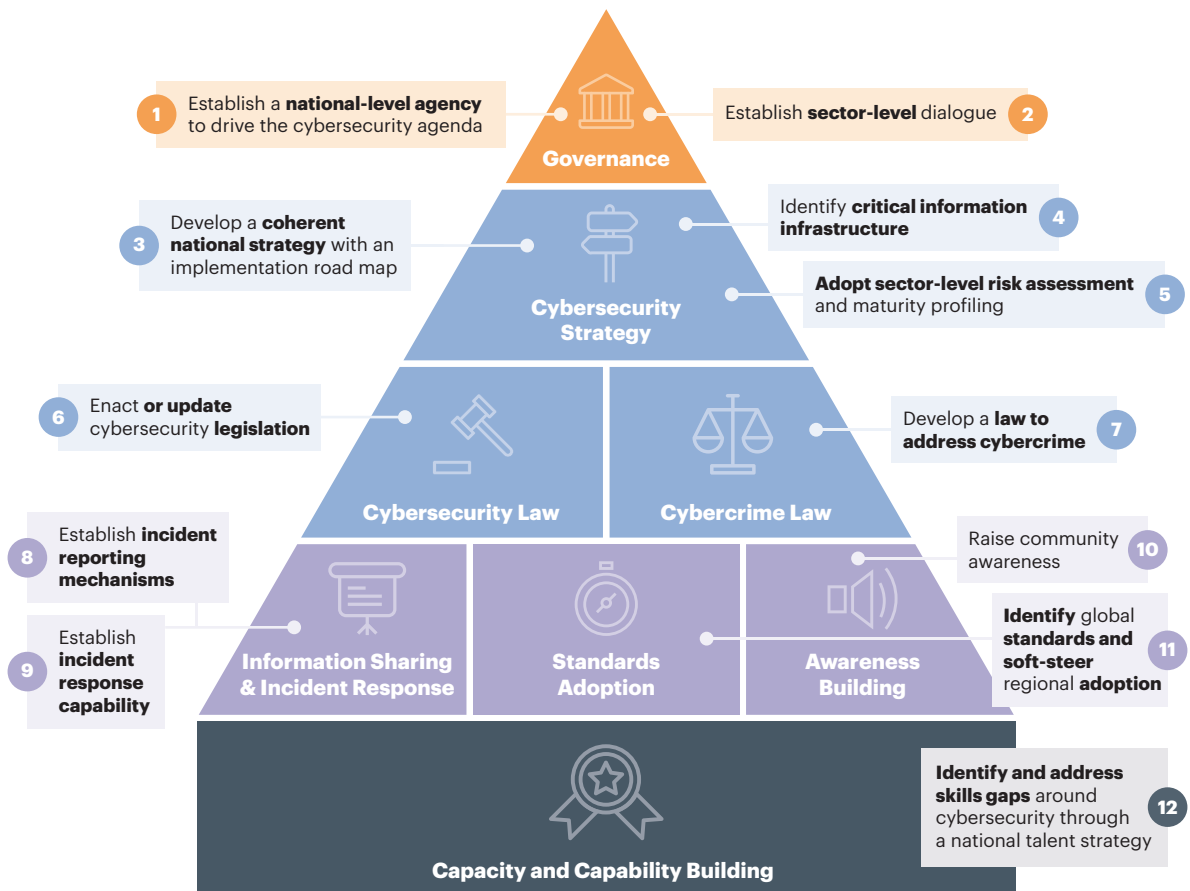 1
Establish a national-level agency
to drive the cybersecurity agenda
Establish sector-level dialogue
2
Governance
3
Develop a coherent
national strategy with an
implementation road map
Identify critical information
infrastructure
4
Adopt sector-level risk assessment
and maturity profiling
5
Cybersecurity
Strategy
6
Enact or update
cybersecurity legislation
Develop a law to
address cybercrime
7
Cybersecurity Law
Cybercrime Law
8
Establish incident
reporting
mechanisms
Raise community
awareness
10
9
Establish
incident
response
capability
Identify global
standards and
soft-steer
regional adoption
11
Information Sharing
& Incident Response
Standards
Adoption
Awareness
Building
Identify and address
skills gaps around
cybersecurity through
a national talent strategy
12
Capacity and Capability Building